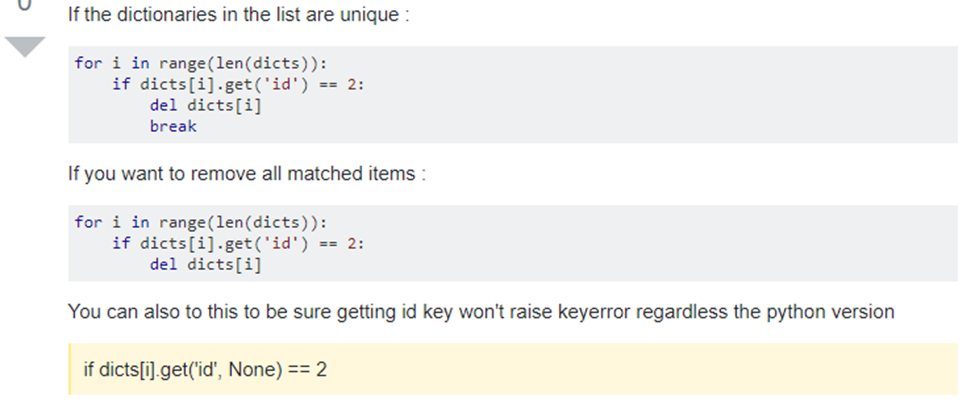 0
If the dictionaries in the list are unique :
for i in range(len(dicts)):
    if dicts[i].get('id') == 2:
        del dicts[i]
        break
If you want to remove all matched items :
for i in range(len(dicts)):
    if dicts[i].get('id') == 2:
        del dicts[i]
You can also to this to be sure getting id key won't raise keyerror regardless the python version
if dicts[i].get('id', None) == 2